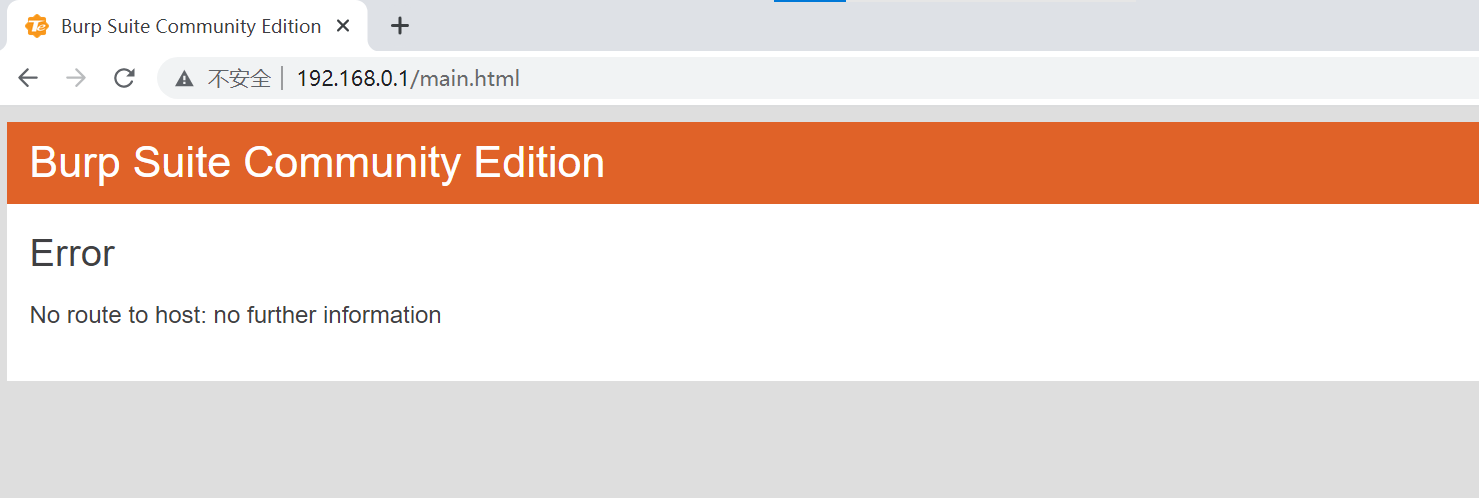 Burp Suite Community Edition
不安全 192.168.0.1/main.html
Burp Suite Community Edition
Error
No route to host: no further information